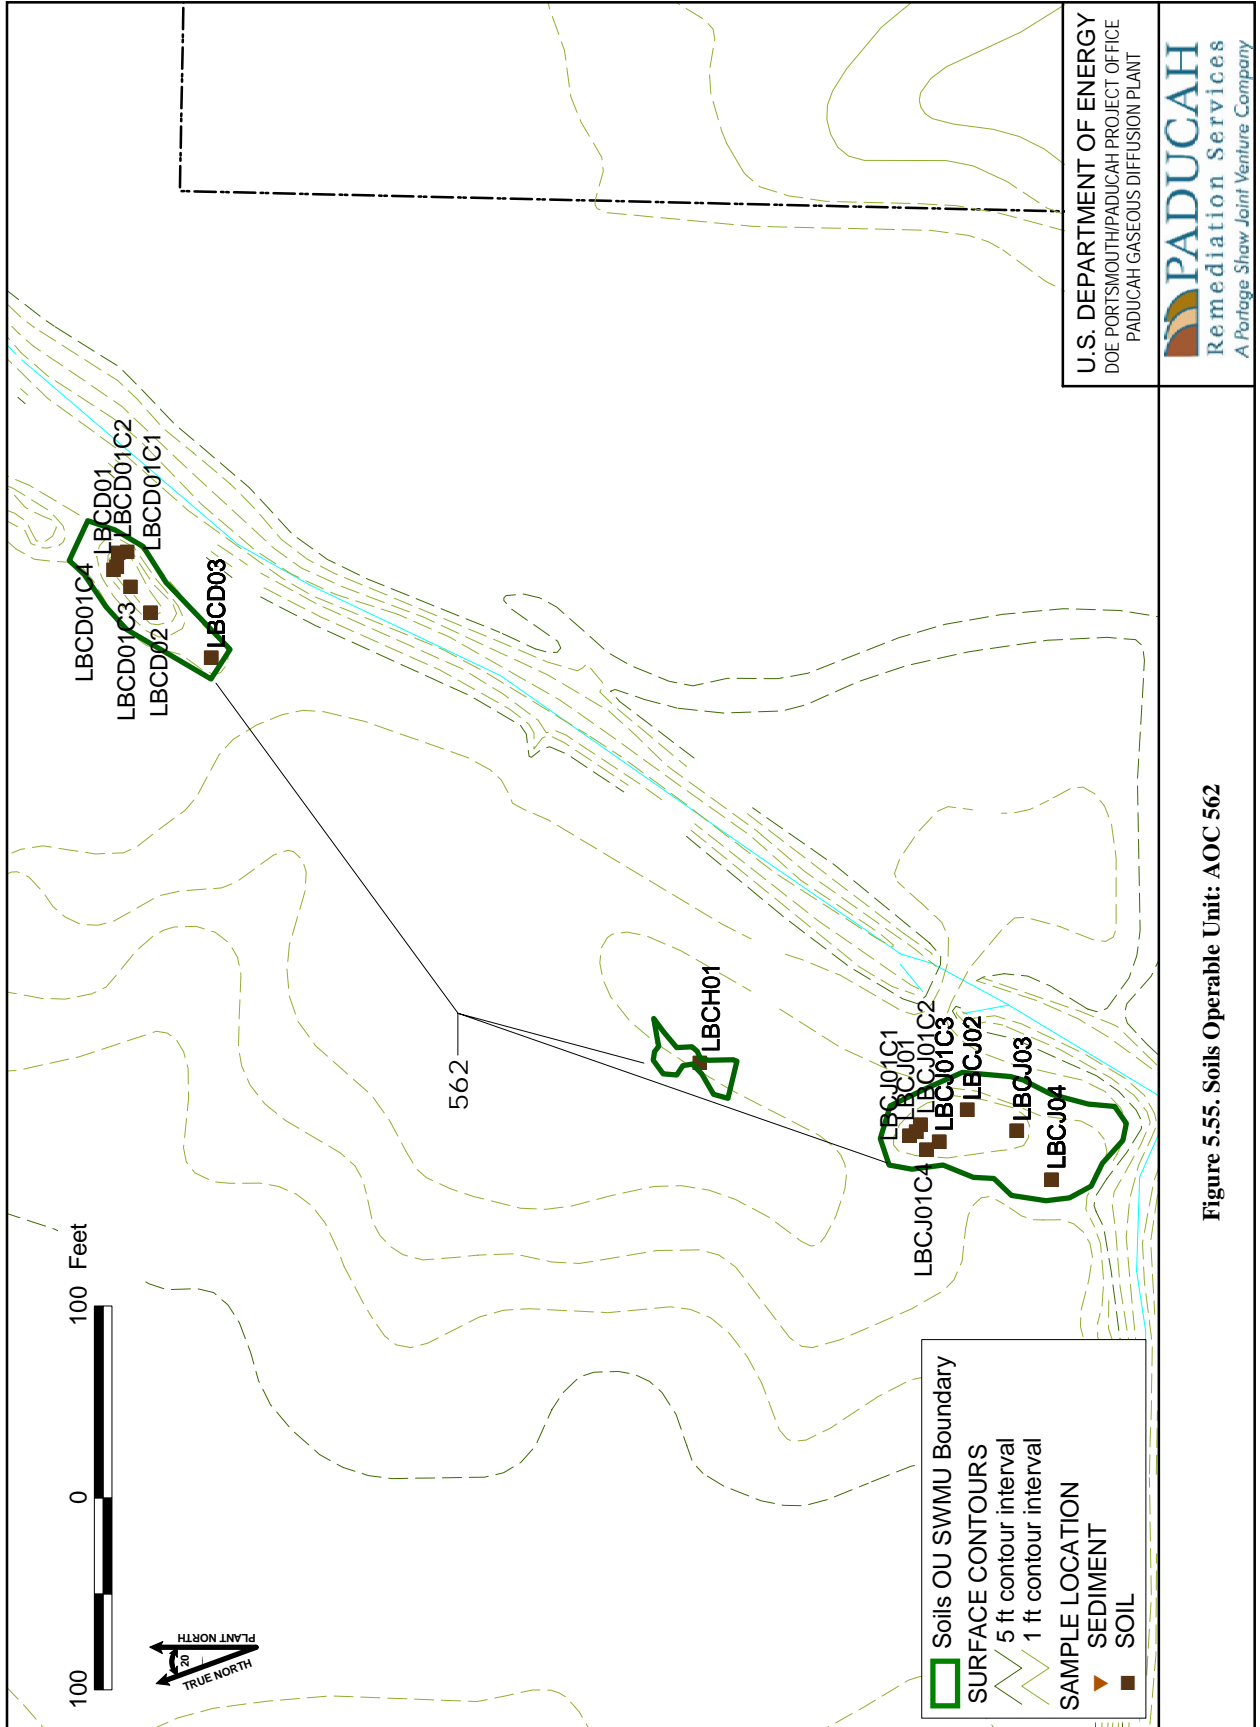 U.S. DEPARTMENT OF ENERGY
DOE PORTSMOUTH/PADUCAH PROJECT OFFICE
PADUCAH GASEOUS DIFFUSION PLANT
PADUCAH
Remediation Services
A Portage Shaw Joint Venture Company
LBCD01C4
LBCD01
LBCD01C2
LBCD01C1
LBCD01C3
LBCD02
LBCD03
562
LBCH01
LBCJ01C1
LBCJ01
LBCJ01C2
LBCJ01C3
LBCJ02
LBCJ01C4
LBCJ03
LBCJ04
100 0 100 Feet
PLANT NORTH
20
TRUE NORTH
Soils OU SWMU Boundary
SURFACE CONTOURS
5 ft contour interval
1 ft contour interval
SAMPLE LOCATION
SEDIMENT
SOIL
Figure 5.55. Soils Operable Unit: AOC 562